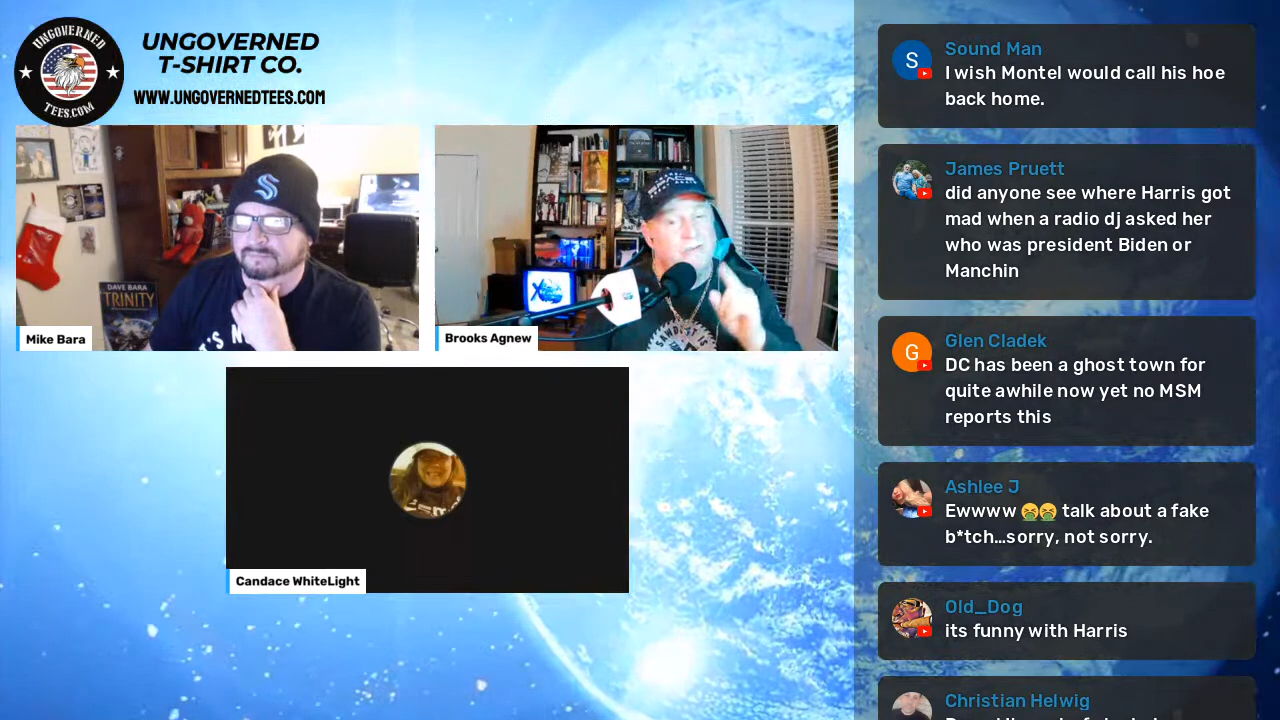 UNGOVERNED
TEES.COM
UNGOVERNED
T-SHIRT CO.
WWW.UNGOVERNEDTEES.COM
DAVE BARA
TRINITY
IT'S N
Mike Bara
Brooks Agnew
Candace WhiteLight
S
Sound Man
I wish Montel would call his hoe
back home.
James Pruett
did anyone see where Harris got
mad when a radio dj asked her
who was president Biden or
Manchin
G
Glen Cladek
DC has been a ghost town for
quite awhile now yet no MSM
reports this
Ashlee J
Ewwww 🤮🤮 talk about a fake
b*tch...sorry, not sorry.
Old_Dog
its funny with Harris
Christian Helwig